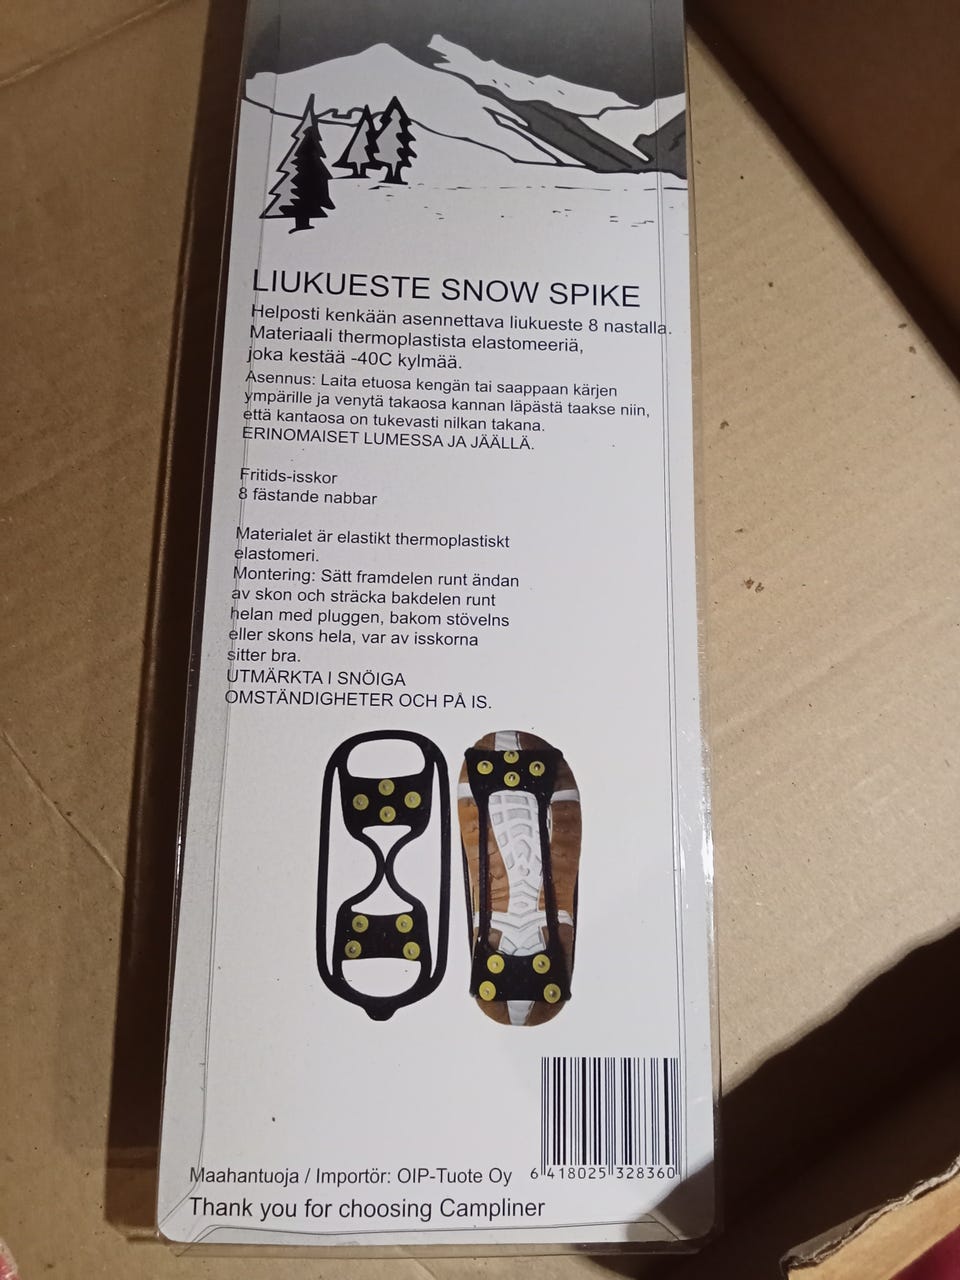 LIUKUESTE SNOW SPIKE
Helposti kenkään asennettava liukueste 8 nastalla.
Materiaali thermoplastista elastomeeriä,
joka kestää -40C kylmää.
Asennus: Laita etuosa kengän tai saappaan kärjen
ympärille ja venytä takaosa kannan läpästä taakse niin,
että kantaosa on tukevasti nilkan takana.
ERINOMAISET LUMESSA JA JÄÄLLÄ.
Fritids-isskor
8 fästande nabbar
Materialet är elastikt thermoplastiskt
elastomeri.
Montering: Sätt framdelen runt ändan
av skon och sträcka bakdelen runt
helan med pluggen, bakom stövelns
eller skons hela, var av isskorna
sitter bra.
UTMÄRKTA I SNÖIGA
OMSTÄNDIGHETER OCH PÅ IS.
6 418025 328360
Maahantuoja / Importör: OIP-Tuote Oy
Thank you for choosing Campliner